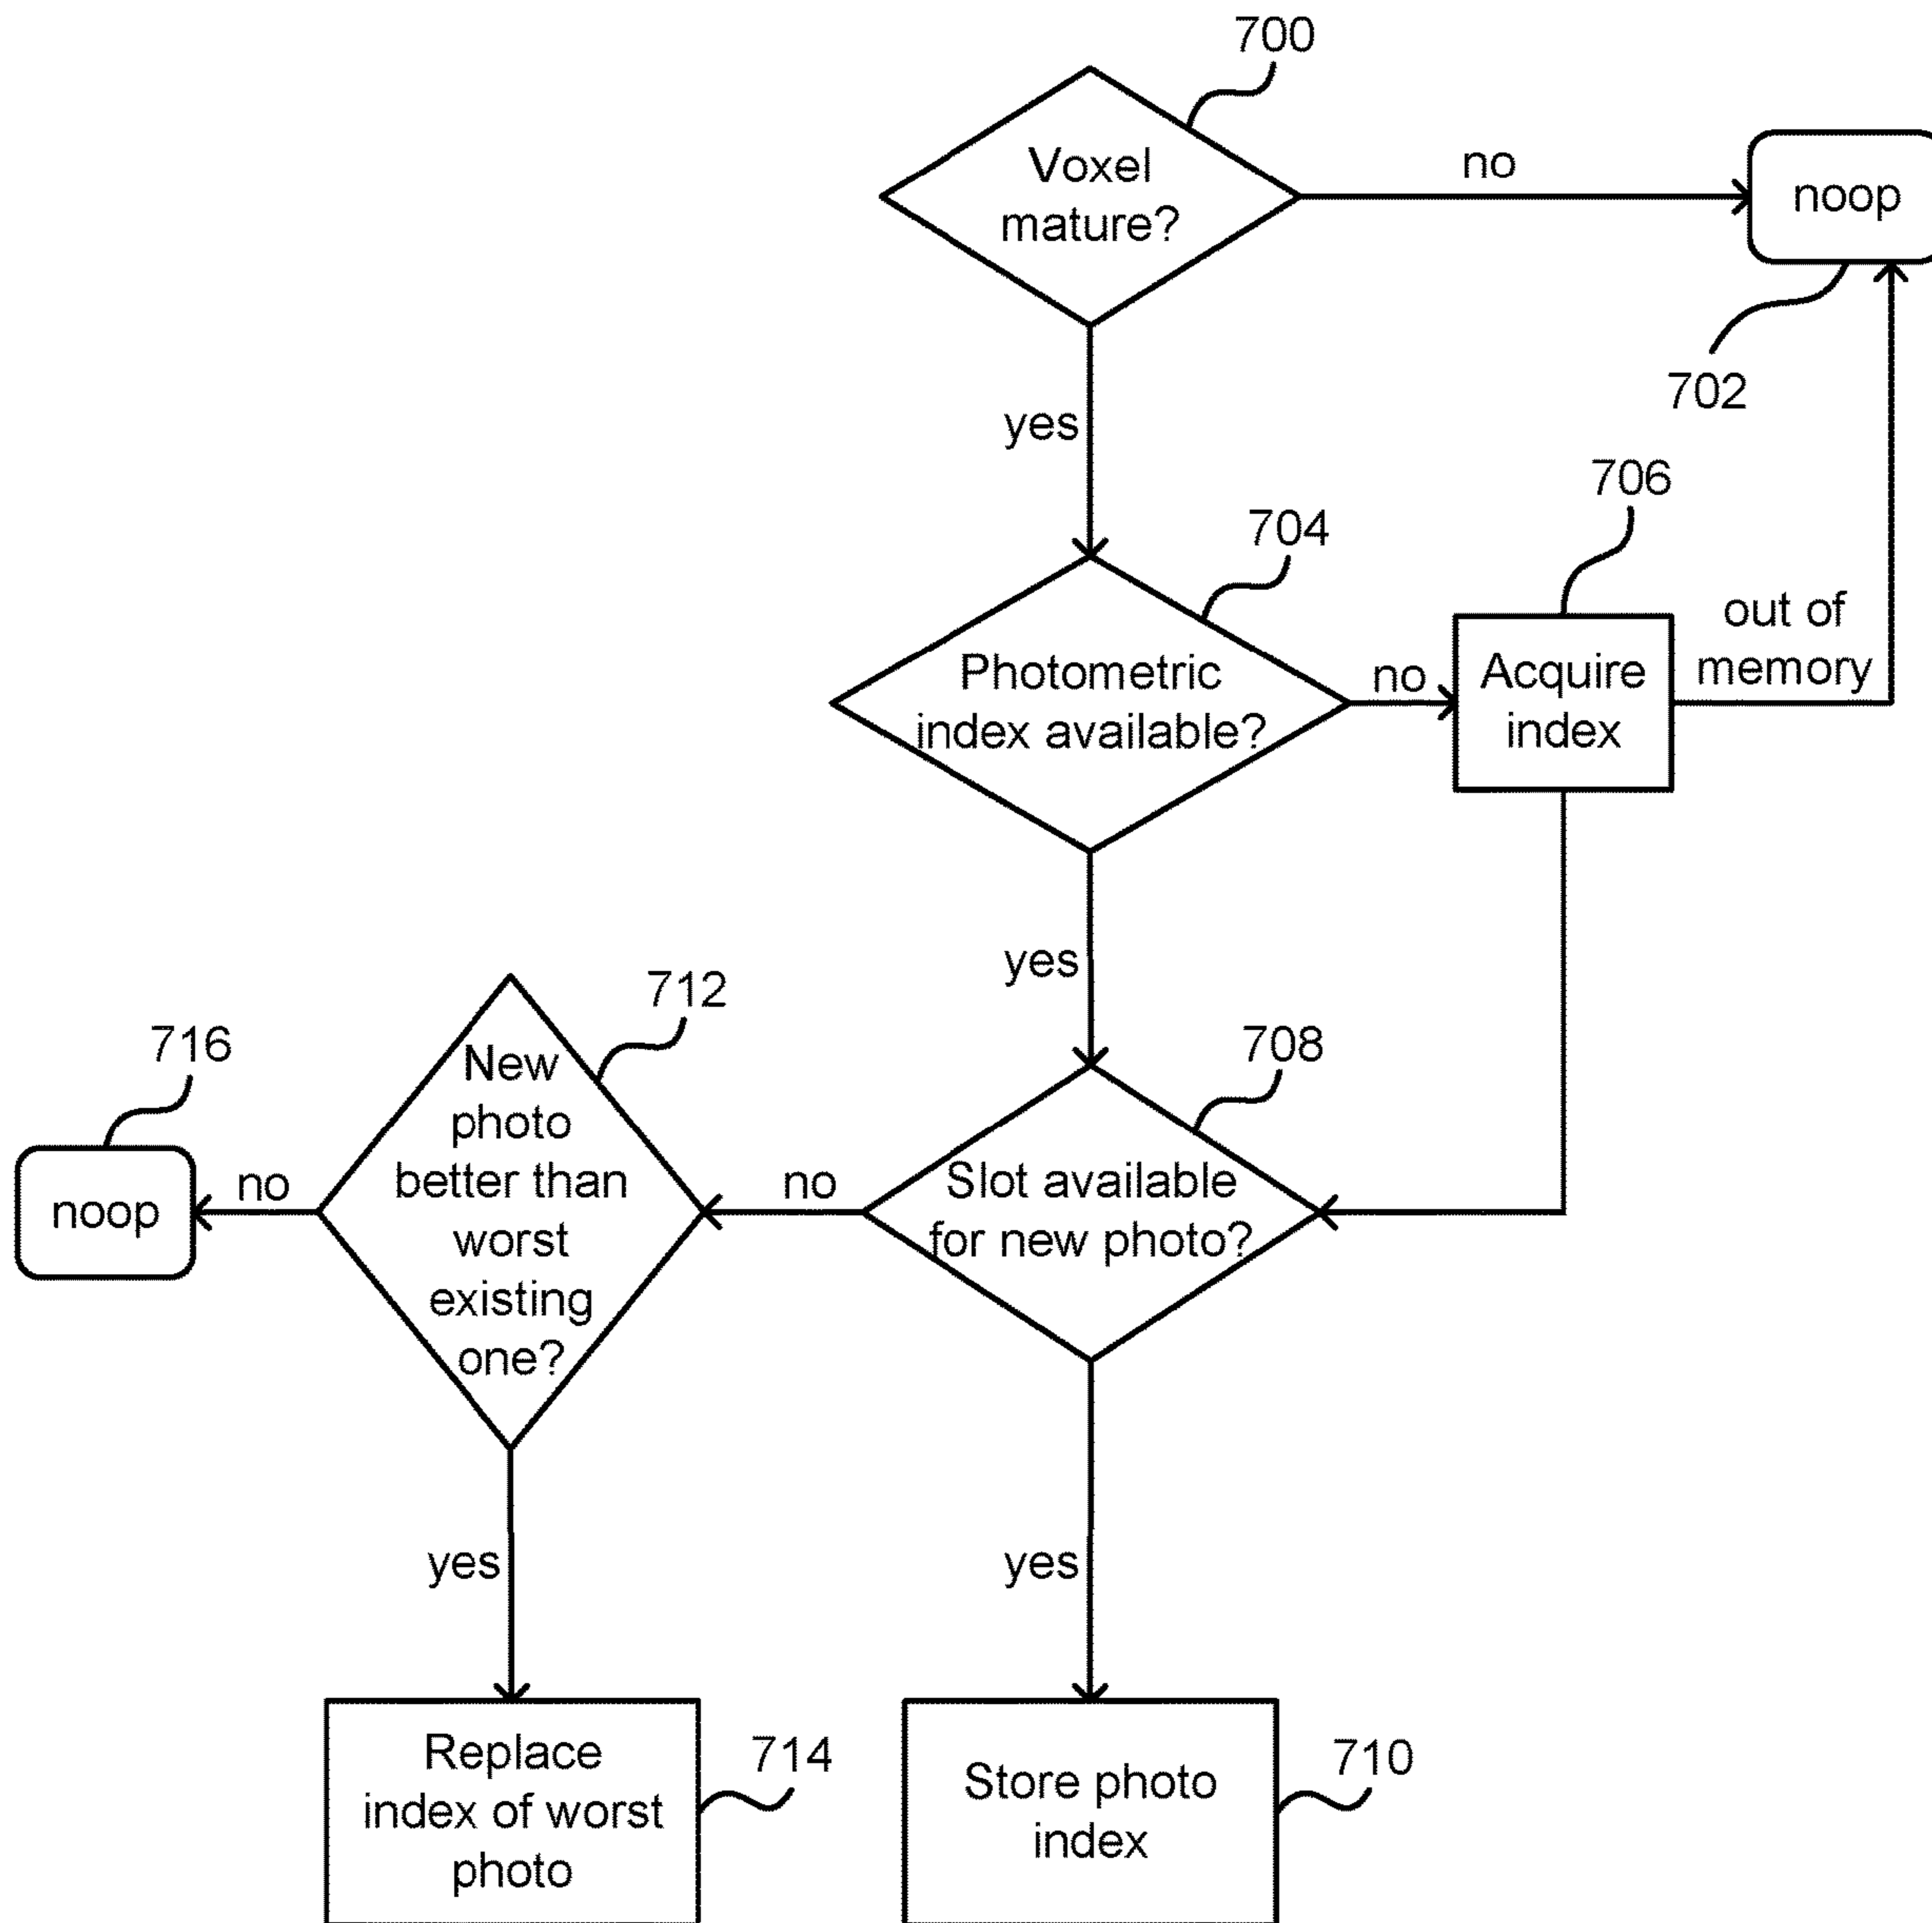 700
Voxel
mature?
no
noop
702
yes
704
706
Photometric
index available?
no
Acquire
index
out of
memory
yes
708
712
716
New
photo
better than
worst
existing
one?
no
noop
no
Slot available
for new photo?
yes
yes
Replace
index of worst
photo
714
Store photo
index
710